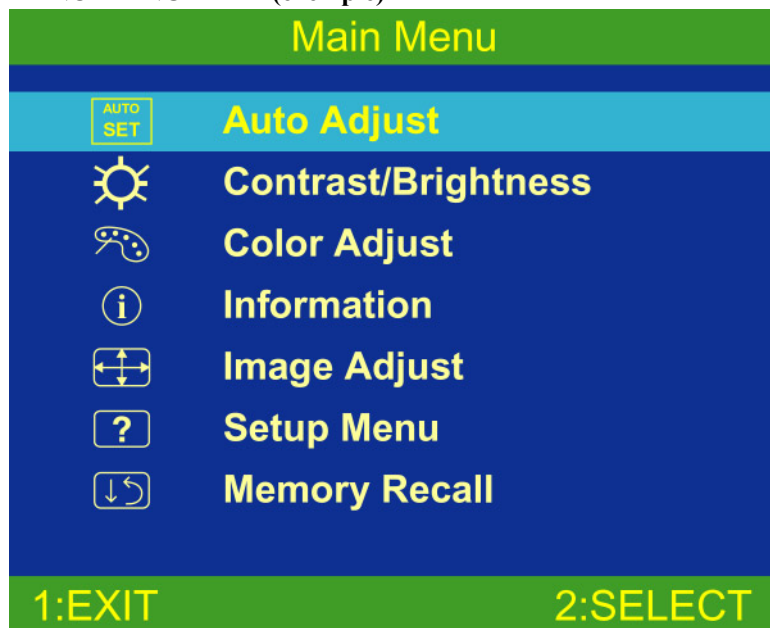 Main Menu
AUTO
SET
Auto Adjust
Contrast/Brightness
Color Adjust
i
Information
Image Adjust
?
Setup Menu
Memory Recall
1:EXIT 2:SELECT